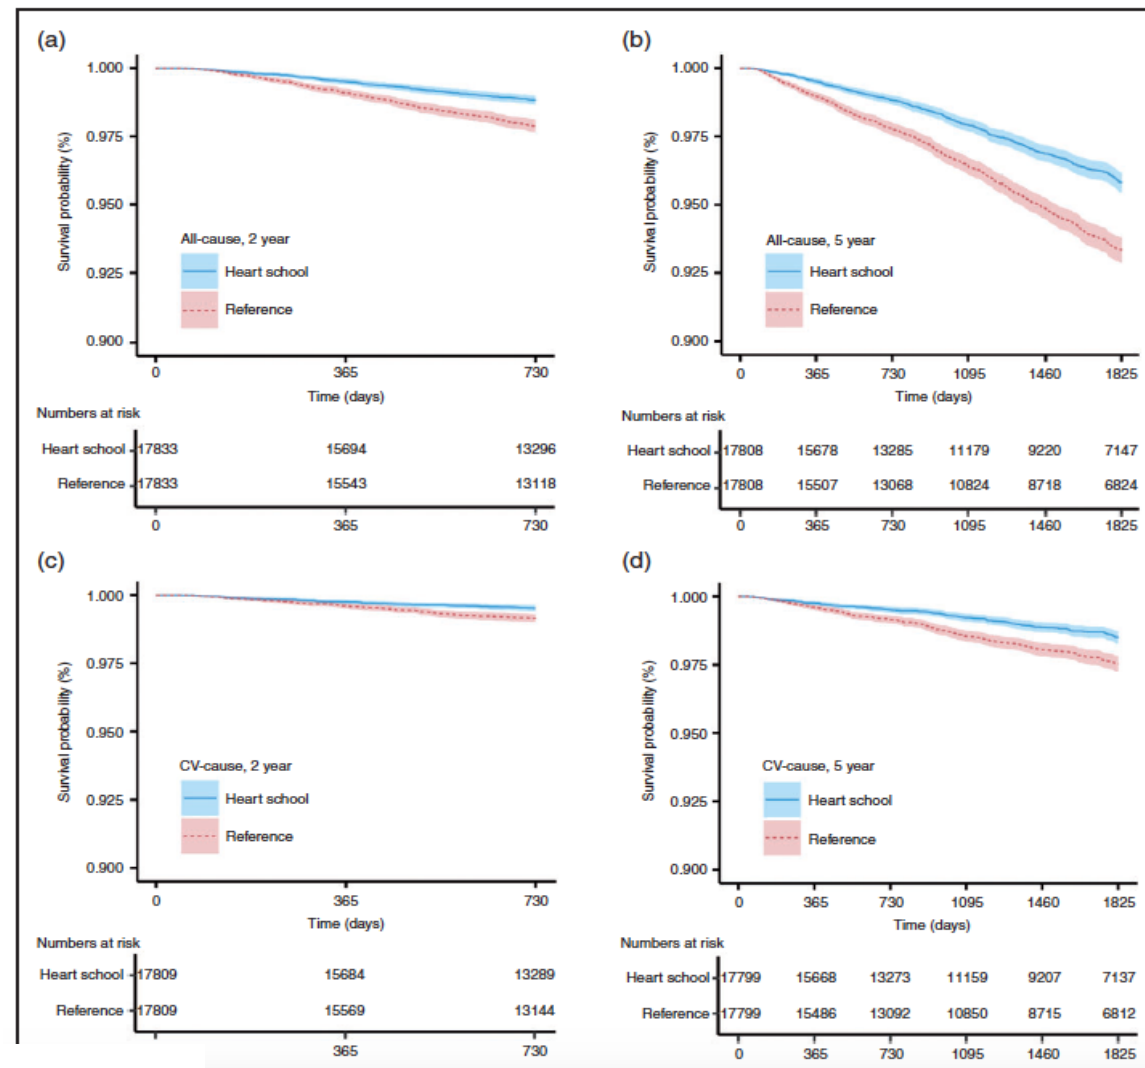 (a)
Survival probability (%)
1.000
0.975
0.950
0.925
0.900
All-cause, 2 year
Heart school
Reference
0 365 730
Time (days)
Numbers at risk
Heart school 17833 15694 13296
Reference 17833 15543 13118
0 365 730
(b)
Survival probability (%)
1.000
0.975
0.950
0.925
0.900
All-cause, 5 year
Heart school
Reference
0 365 730 1095 1460 1825
Time (days)
Numbers at risk
Heart school 17808 15678 13285 11179 9220 7147
Reference 17808 15507 13068 10824 8718 6824
0 365 730 1095 1460 1825
(c)
Survival probability (%)
1.000
0.975
0.950
0.925
0.900
CV-cause, 2 year
Heart school
Reference
0 365 730
Time (days)
Numbers at risk
Heart school 17809 15684 13289
Reference 17809 15569 13144
365 730
(d)
Survival probability (%)
1.000
0.975
0.950
0.925
0.900
CV-cause, 5 year
Heart school
Reference
0 365 730 1095 1460 1825
Time (days)
Numbers at risk
Heart school 17799 15668 13273 11159 9207 7137
Reference 17799 15486 13092 10850 8715 6812
0 365 730 1095 1460 1825